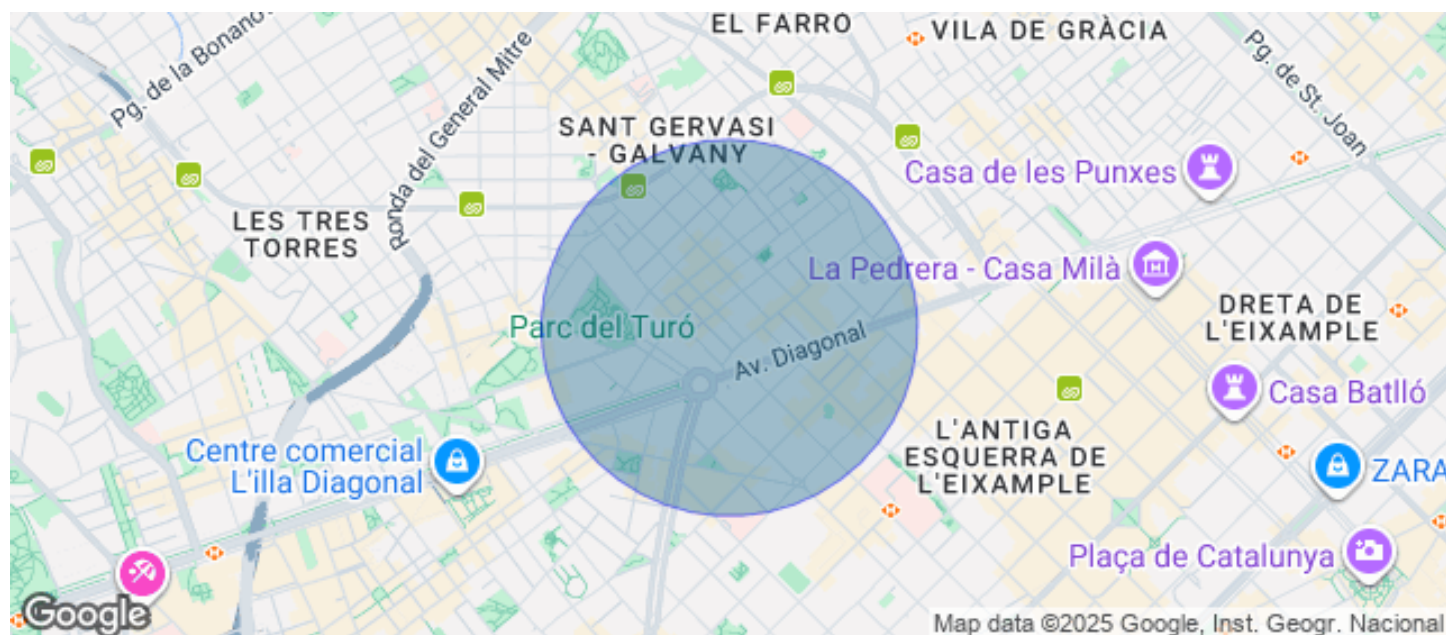 EL FARRÓ
VILA DE GRÀCIA
Pg. de la Bonanov
Ronda del General Mitre
Pg. de St. Joan
SANT GERVASI
- GALVANY
Casa de les Punxes
LES TRES
TORRES
La Pedrera - Casa Milà
DRETA DE
L'EIXAMPLE
Parc del Turó
Av. Diagonal
Casa Batlló
Centre comercial
L'illa Diagonal
L'ANTIGA
ESQUERRA DE
L'EIXAMPLE
ZARA
Plaça de Catalunya
Google
Map data ©2025 Google, Inst. Geogr. Nacional